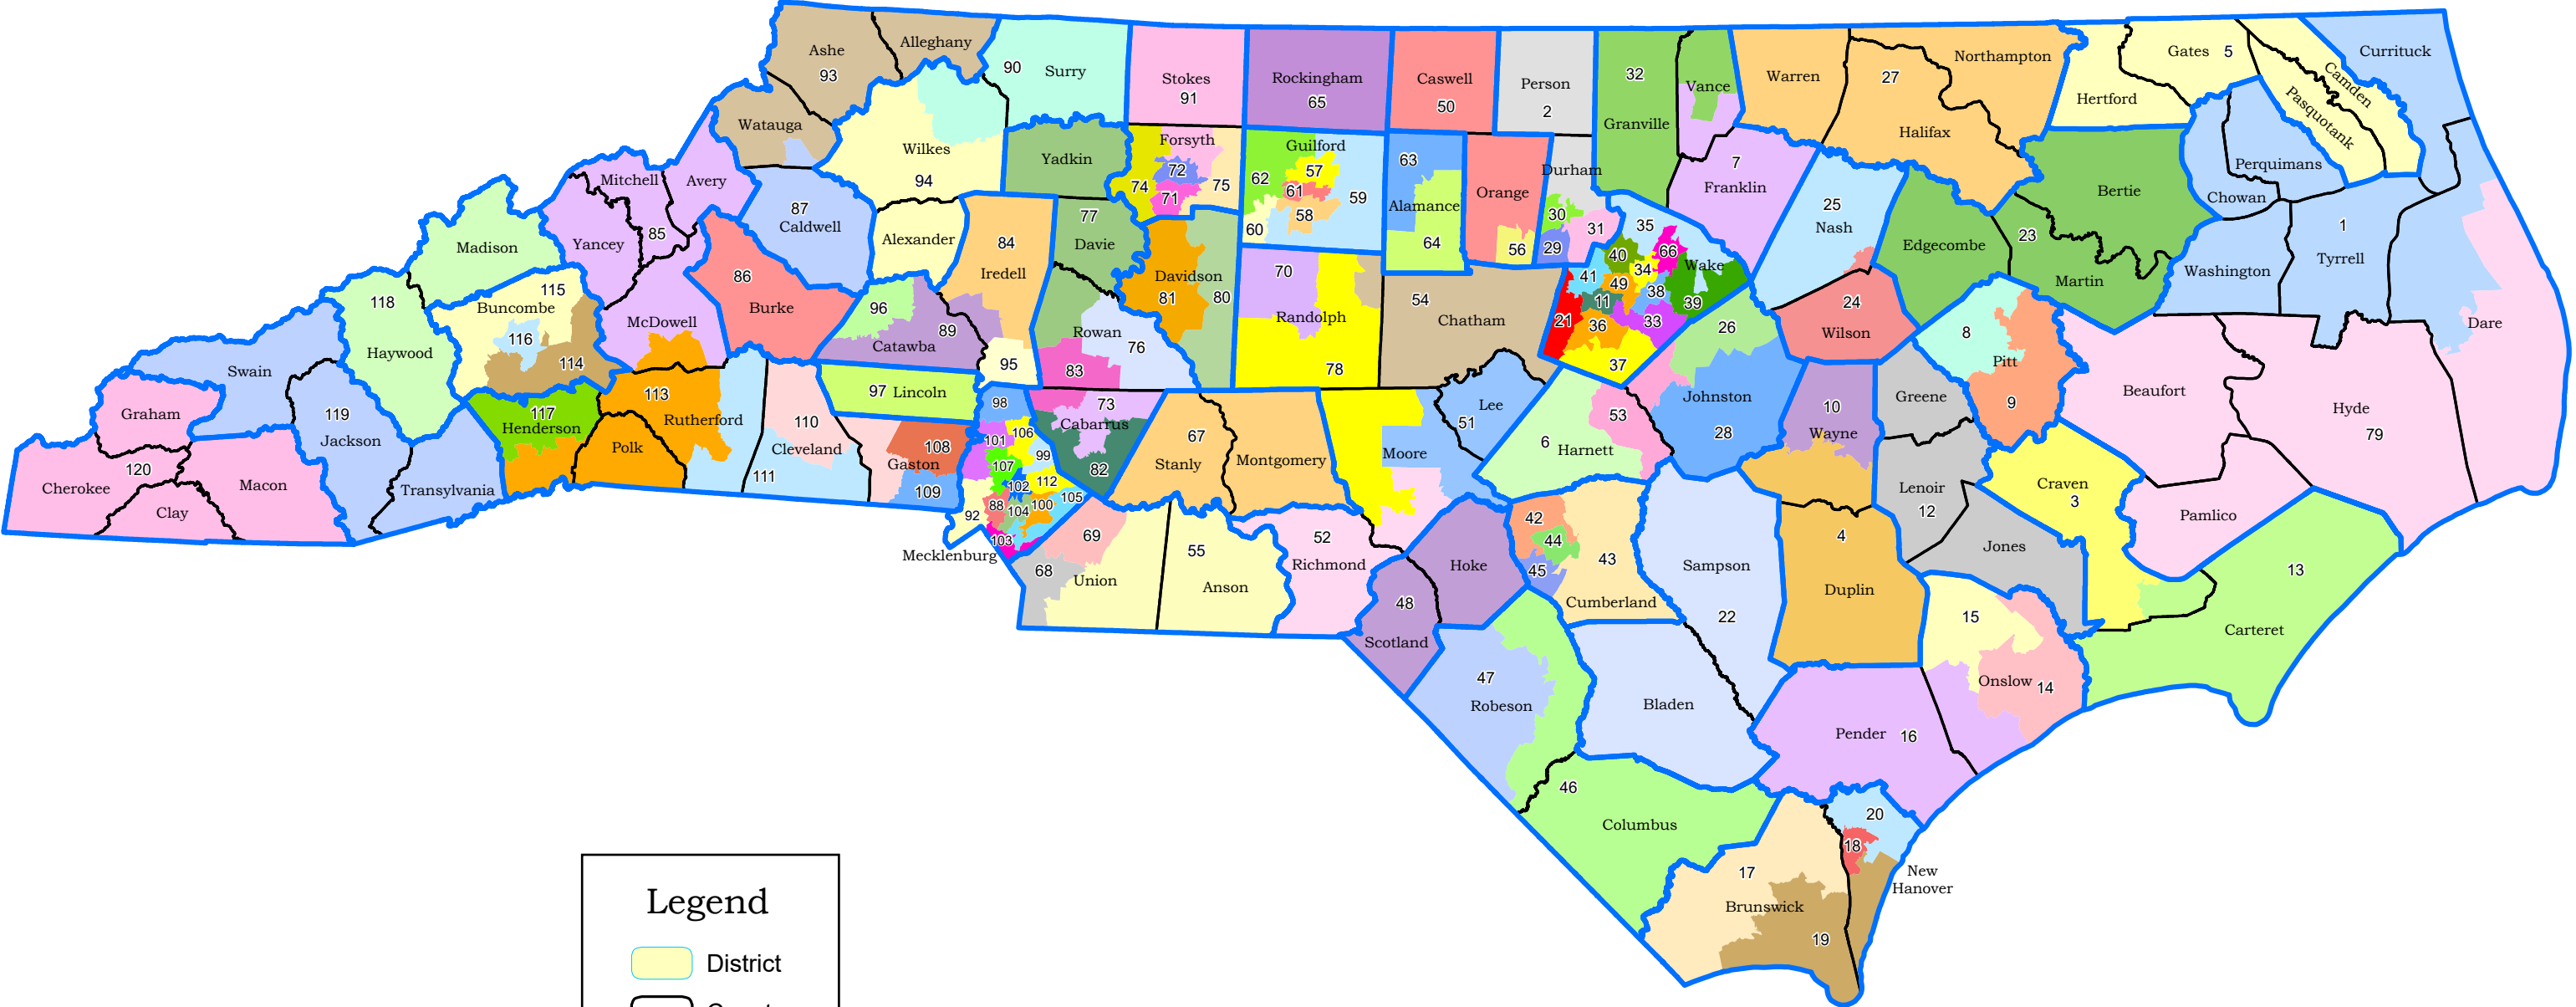 Ashe
93
Alleghany
90 Surry
Stokes
91
Rockingham
65
Caswell
50
Person
2
32
Granville
Vance
Warren
27
Northampton
Halifax
Gates 5
Hertford
Camden
Pasquotank
Currituck
Perquimans
Chowan
Watauga
Wilkes
94
Yadkin
Forsyth
72
74
71
75
Guilford
57
62
61
59
58
60
63
Alamance
64
Orange
56
Durham
30
31
29
7
Franklin
25
Nash
Edgecombe
23
Bertie
Martin
1
Washington
Tyrrell
Dare
Mitchell
Avery
Yancey
85
87
Caldwell
Alexander
84
Iredell
77
Davie
Davidson
81
80
70
Randolph
78
54
Chatham
35
40
66
Wake
34
41
49
38
11
39
21
36
33
37
26
24
Wilson
8
Pitt
9
Madison
118
Haywood
115
Buncombe
116
114
McDowell
86
Burke
96
89
Catawba
95
Rowan
76
83
Swain
Graham
119
Jackson
117
Henderson
113
Rutherford
Polk
110
Cleveland
111
97 Lincoln
108
Gaston
109
98
101
106
99
107
102
112
105
88
104
100
92
103
Mecklenburg
73
Cabarrus
82
67
Stanly
Montgomery
Moore
Lee
51
6 Harnett
53
Johnston
28
10
Wayne
Greene
Beaufort
Hyde
79
120
Cherokee
Clay
Macon
Transylvania
69
68
Union
55
Anson
52
Richmond
48
Scotland
Hoke
42
44
45
43
Cumberland
Sampson
22
4
Duplin
Lenoir
12
Jones
Craven
3
Pamlico
13
Carteret
15
Onslow 14
47
Robeson
Bladen
Pender 16
46
Columbus
17
Brunswick
19
20
18
New
Hanover
Legend
District